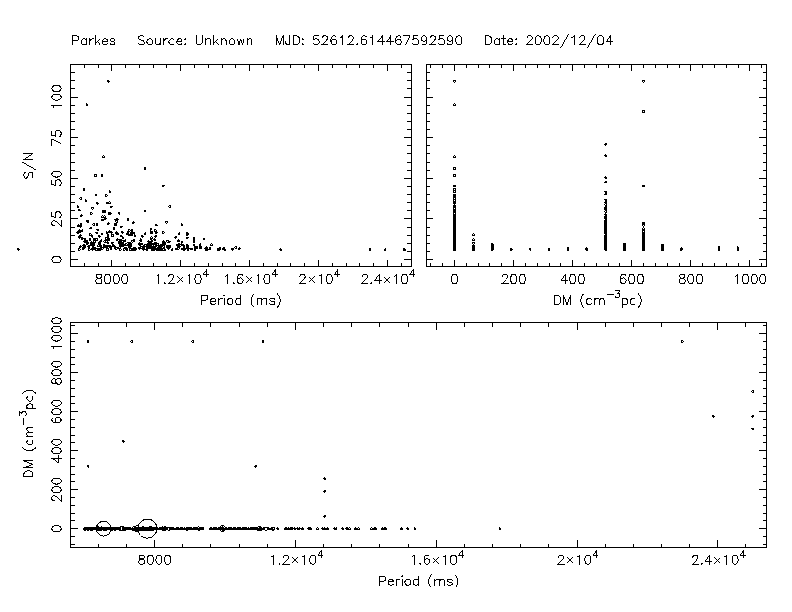 Parkes Source: Unknown MJD: 52612.614467592590 Date: 2002/12/04
100
75
50
25
0
S/N
8000 1.2×10⁴ 1.6×10⁴ 2×10⁴ 2.4×10⁴
Period (ms)
0 200 400 600 800 1000
DM (cm⁻³pc)
1000
800
600
400
200
0
DM (cm⁻³pc)
8000 1.2×10⁴ 1.6×10⁴ 2×10⁴ 2.4×10⁴
Period (ms)